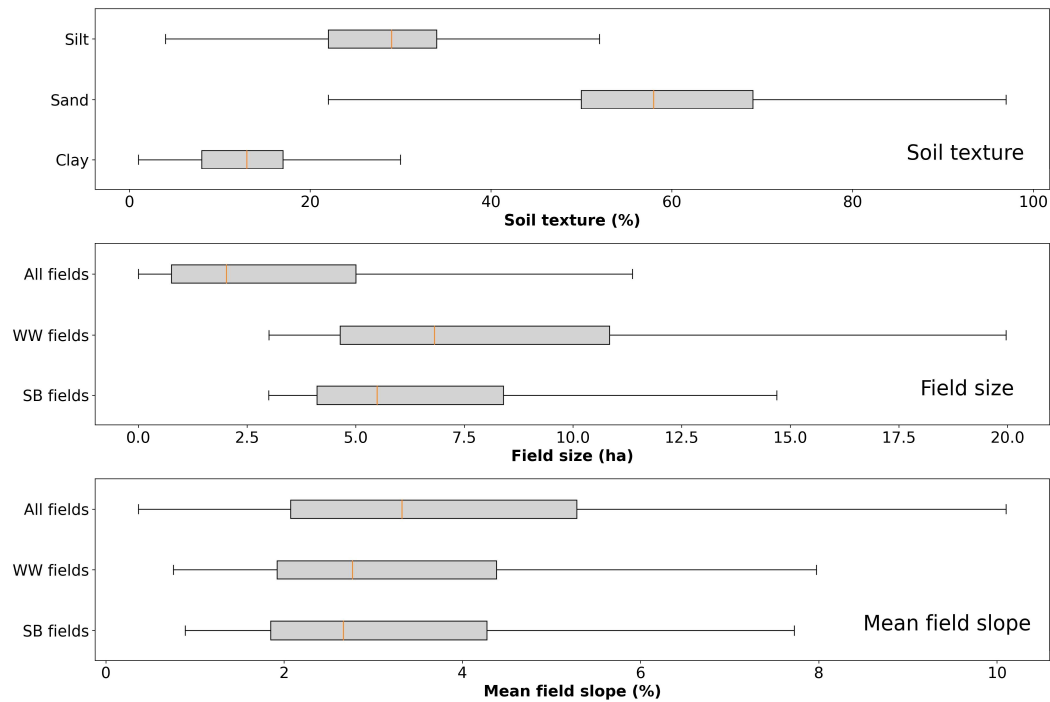 Silt
Sand
Clay
Soil texture
0 20 40 60 80 100
Soil texture (%)
All fields
WW fields
SB fields
Field size
0.0 2.5 5.0 7.5 10.0 12.5 15.0 17.5 20.0
Field size (ha)
All fields
WW fields
SB fields
Mean field slope
0 2 4 6 8 10
Mean field slope (%)